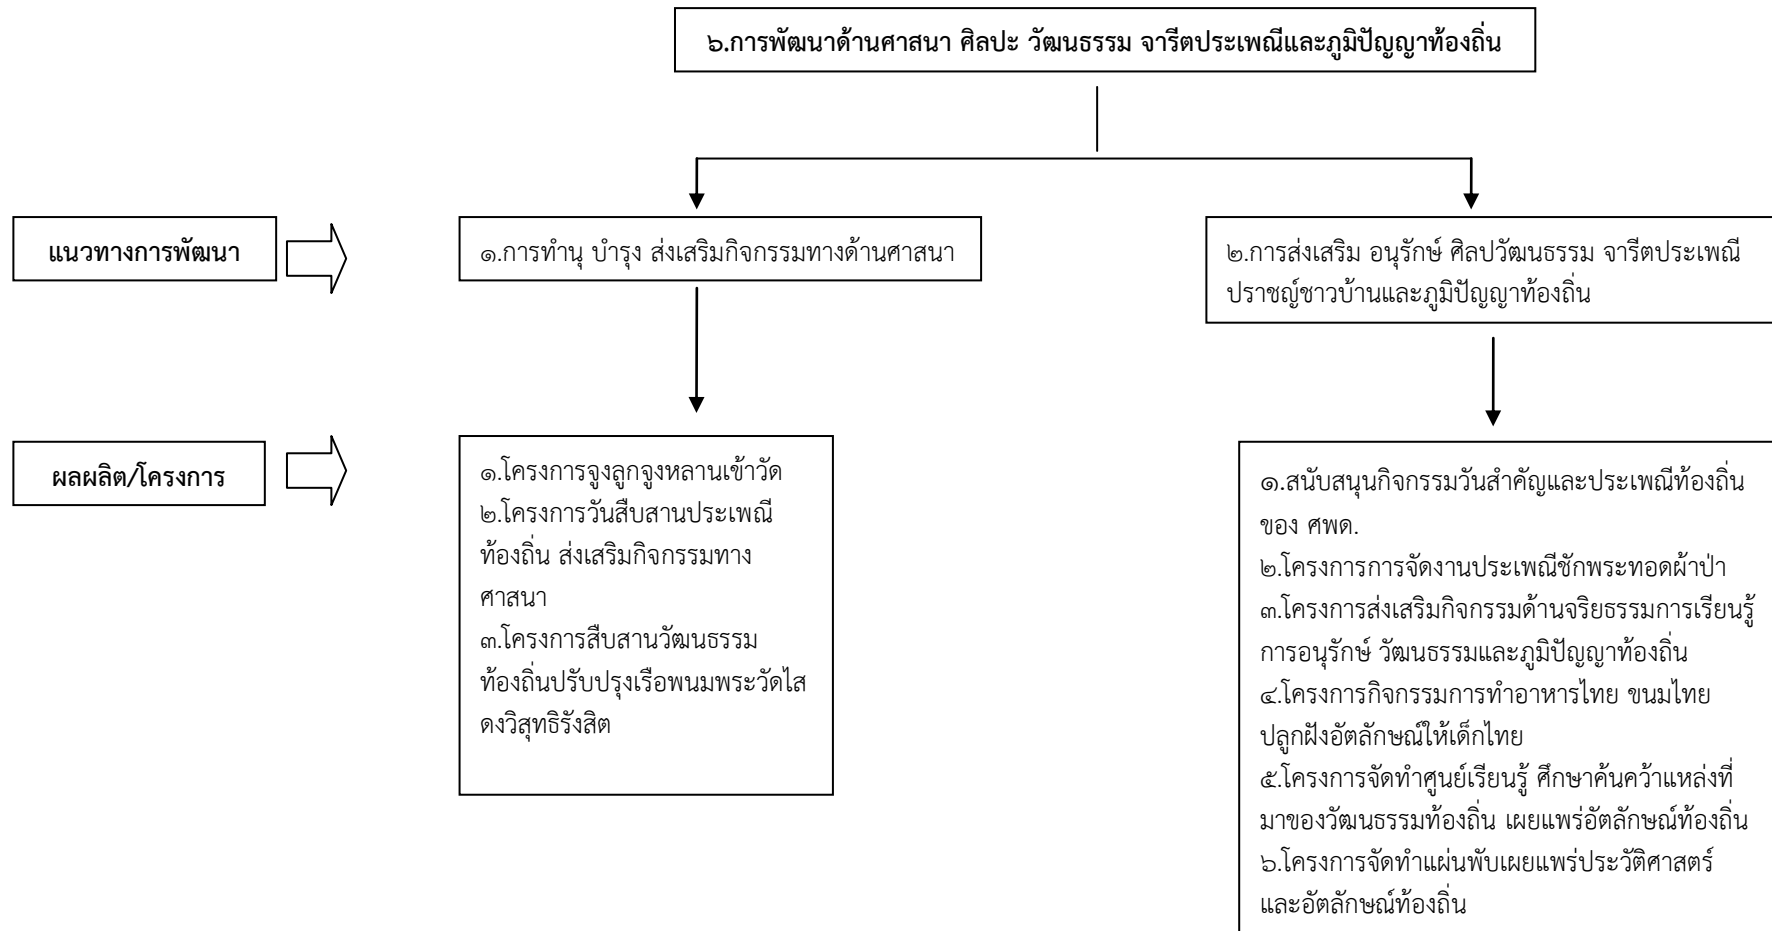 ๖.การพัฒนาด้านศาสนา ศิลปะ วัฒนธรรม จารีตประเพณีและภูมิปัญญาท้องถิ่น
แนวทางการพัฒนา
๑.การทำนุ บำรุง ส่งเสริมกิจกรรมทางด้านศาสนา
๒.การส่งเสริม อนุรักษ์ ศิลปวัฒนธรรม จารีตประเพณี
ปราชญ์ชาวบ้านและภูมิปัญญาท้องถิ่น
ผลผลิต/โครงการ
๑.โครงการจูงลูกจูงหลานเข้าวัด
๒.โครงการวันสืบสานประเพณี
ท้องถิ่น ส่งเสริมกิจกรรมทาง
ศาสนา
๓.โครงการสืบสานวัฒนธรรม
ท้องถิ่นปรับปรุงเรือพนมพระวัดไส
ดงวิสุทธิรังสิต
๑.สนับสนุนกิจกรรมวันสำคัญและประเพณีท้องถิ่น
ของ ศพด.
๒.โครงการการจัดงานประเพณีชักพระทอดผ้าป่า
๓.โครงการส่งเสริมกิจกรรมด้านจริยธรรมการเรียนรู้
การอนุรักษ์ วัฒนธรรมและภูมิปัญญาท้องถิ่น
๔.โครงการกิจกรรมการทำอาหารไทย ขนมไทย
ปลูกฝังอัตลักษณ์ให้เด็กไทย
๕.โครงการจัดทำศูนย์เรียนรู้ ศึกษาค้นคว้าแหล่งที่
มาของวัฒนธรรมท้องถิ่น เผยแพร่อัตลักษณ์ท้องถิ่น
๖.โครงการจัดทำแผ่นพับเผยแพร่ประวัติศาสตร์
และอัตลักษณ์ท้องถิ่น